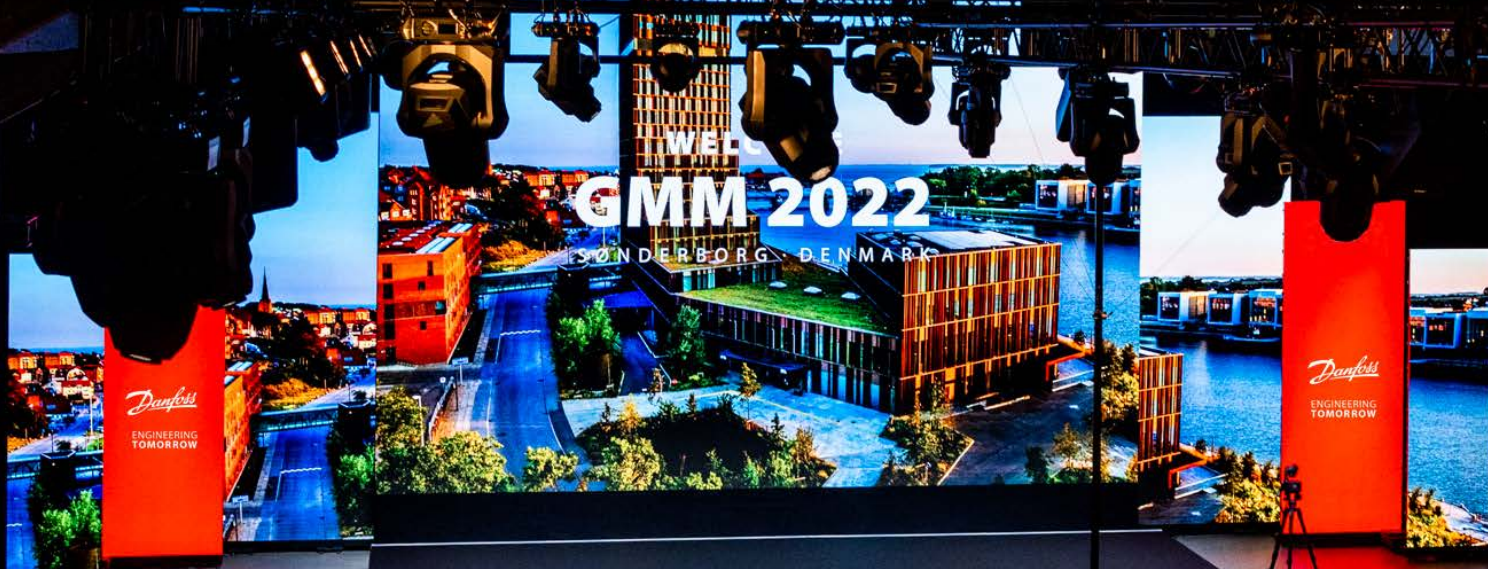 GMM 2022
SØNDERBORG · DENMARK
Danfoss
ENGINEERING
TOMORROW
Danfoss
ENGINEERING
TOMORROW